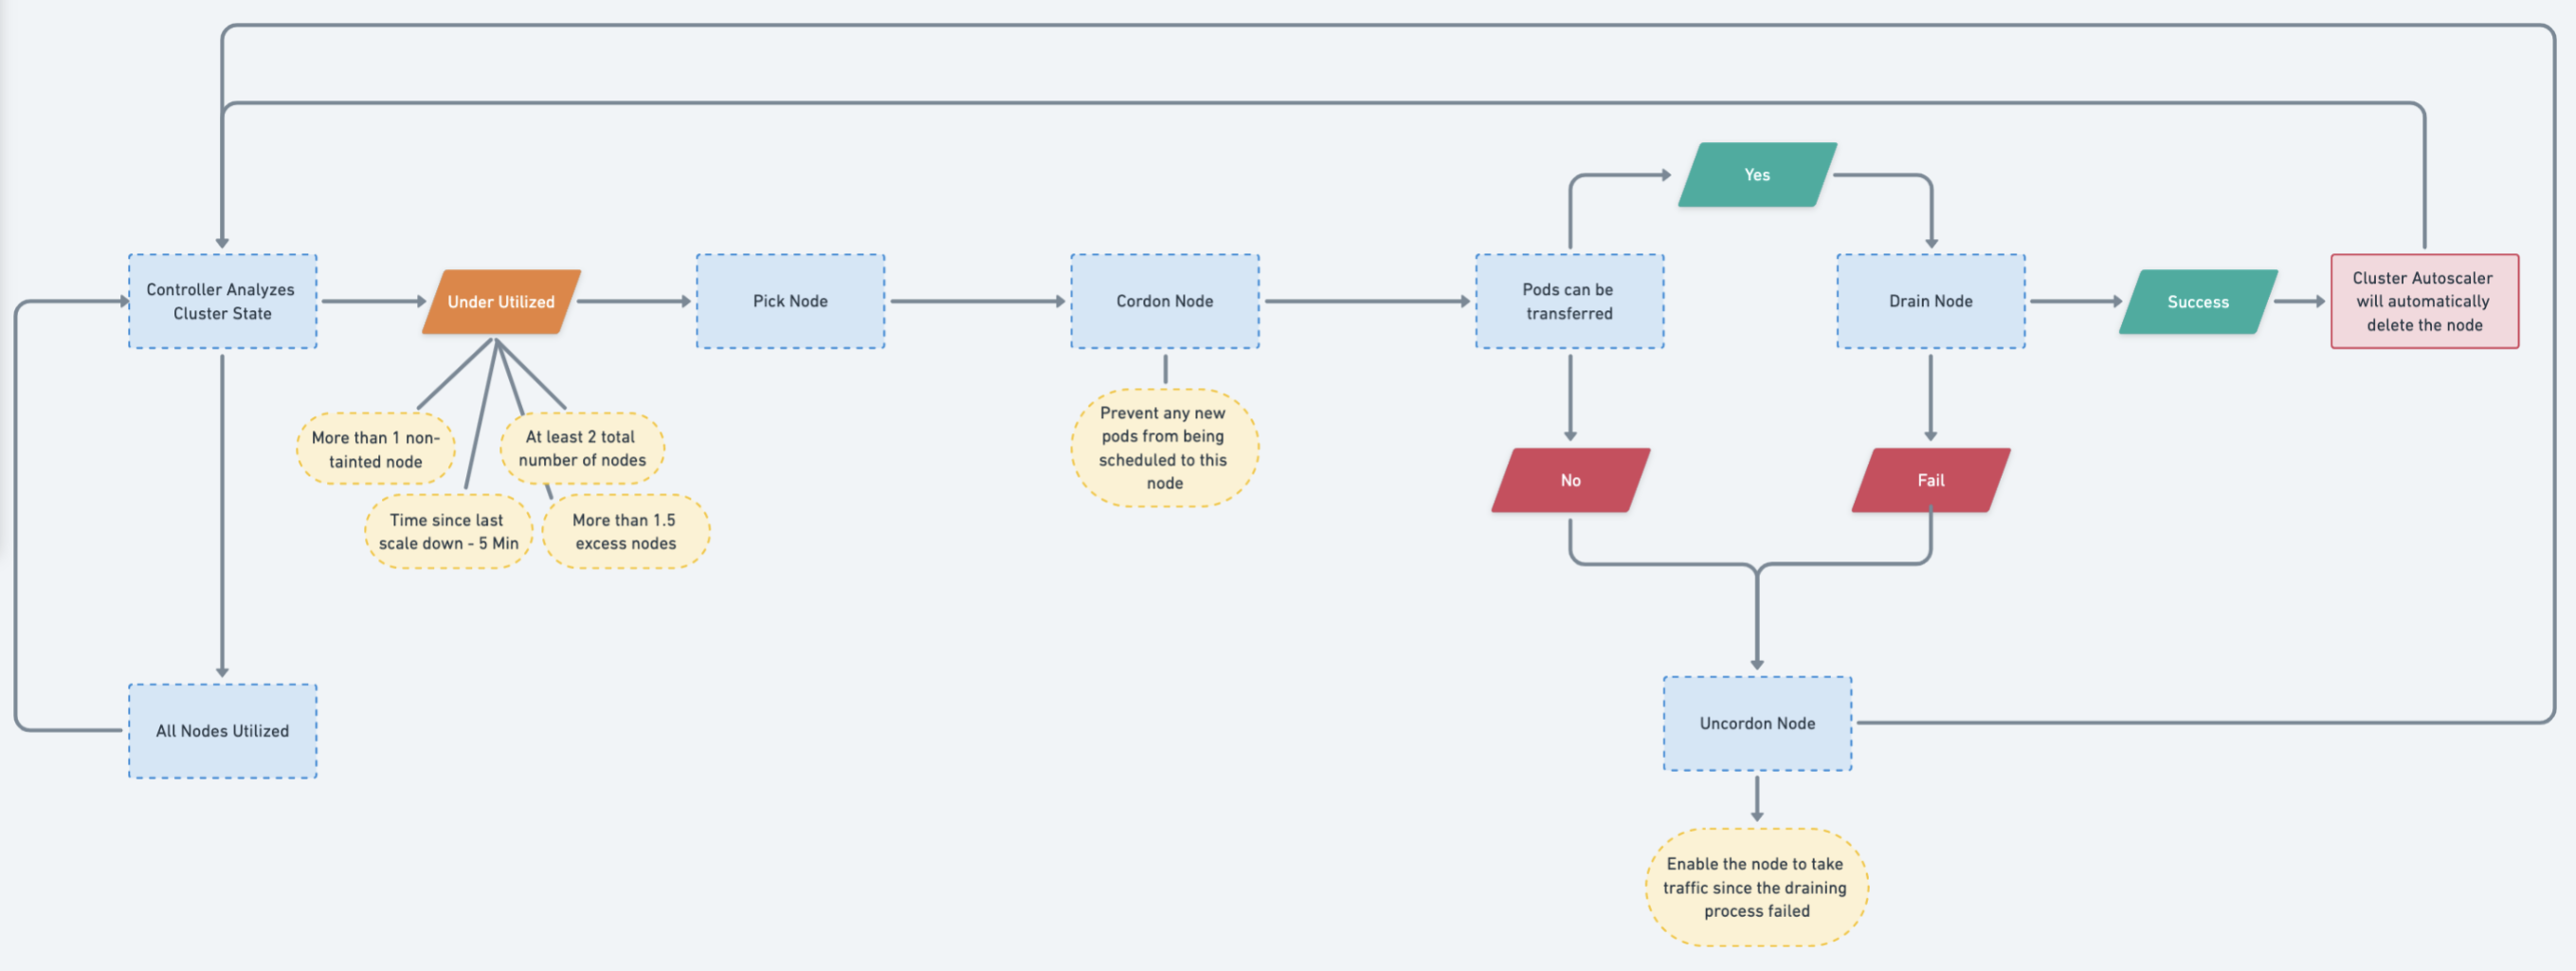 Yes
Controller Analyzes
Cluster State
Under Utilized
Pick Node
Cordon Node
Pods can be
transferred
Drain Node
Success
Cluster Autoscaler
will automatically
delete the node
More than 1 non-
tainted node
At least 2 total
number of nodes
Time since last
scale down - 5 Min
More than 1.5
excess nodes
Prevent any new
pods from being
scheduled to this
node
No
Fail
All Nodes Utilized
Uncordon Node
Enable the node to take
traffic since the draining
process failed